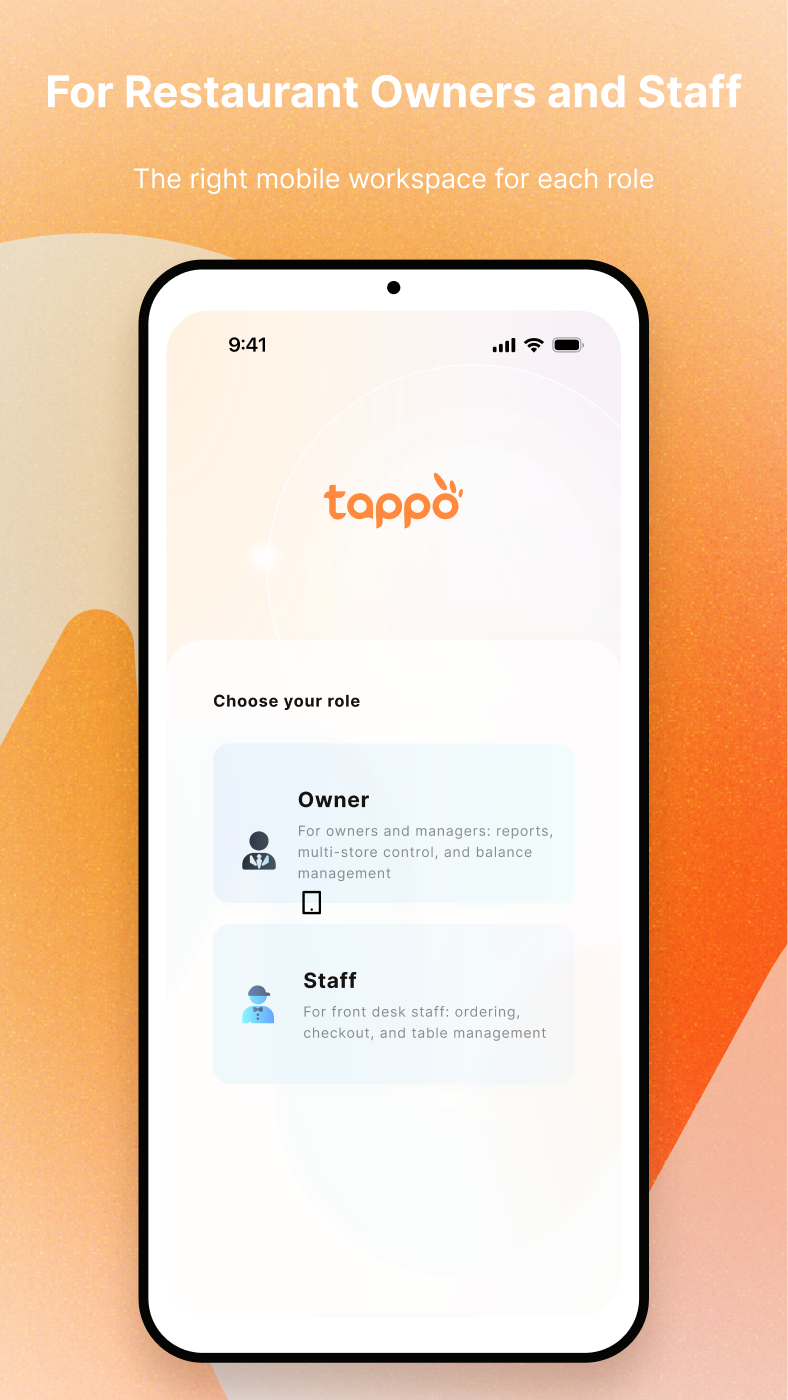 For Restaurant Owners and Staff
The right mobile workspace for each role
9:41
tappo
Choose your role
Owner
For owners and managers: reports,
multi-store control, and balance
management
Staff
For front desk staff: ordering,
checkout, and table management